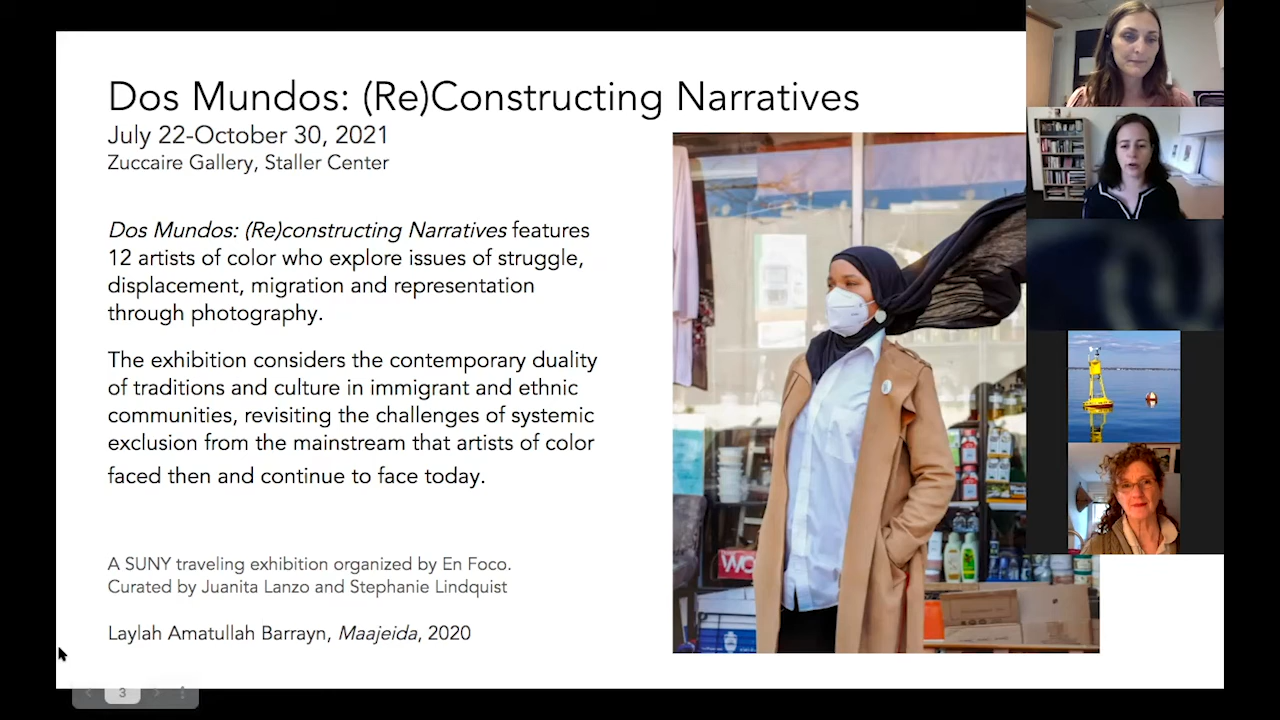 Dos Mundos: (Re)Constructing Narratives
July 22-October 30, 2021
Zuccaire Gallery, Staller Center
Dos Mundos: (Re)constructing Narratives features
12 artists of color who explore issues of struggle,
displacement, migration and representation
through photography.
The exhibition considers the contemporary duality
of traditions and culture in immigrant and ethnic
communities, revisiting the challenges of systemic
exclusion from the mainstream that artists of color
faced then and continue to face today.
A SUNY traveling exhibition organized by En Foco.
Curated by Juanita Lanzo and Stephanie Lindquist
Laylah Amatullah Barrayn, Maajeida, 2020
3